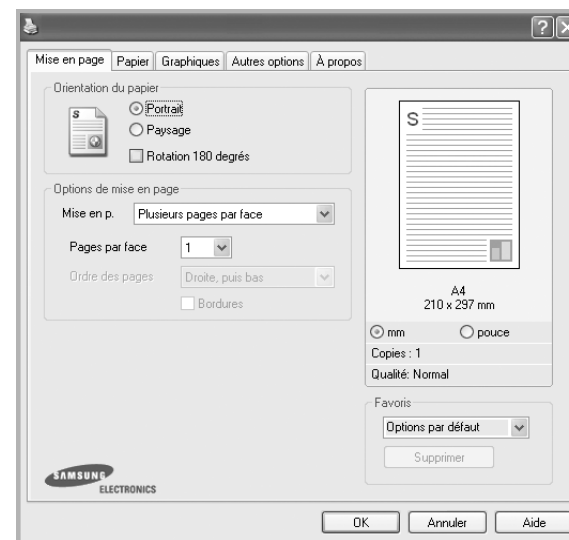 Mise en page Papier Graphiques Autres options À propos
Orientation du papier
S
Portrait
Paysage
Rotation 180 degrés
Options de mise en page
Mise en p. Plusieurs pages par face
Pages par face 1
Ordre des pages Droite, puis bas
Bordures
S
A4
210 x 297 mm
mm pouce
Copies : 1
Qualité: Normal
Favoris
Options par défaut
Supprimer
SAMSUNG
ELECTRONICS
OK Annuler Aide